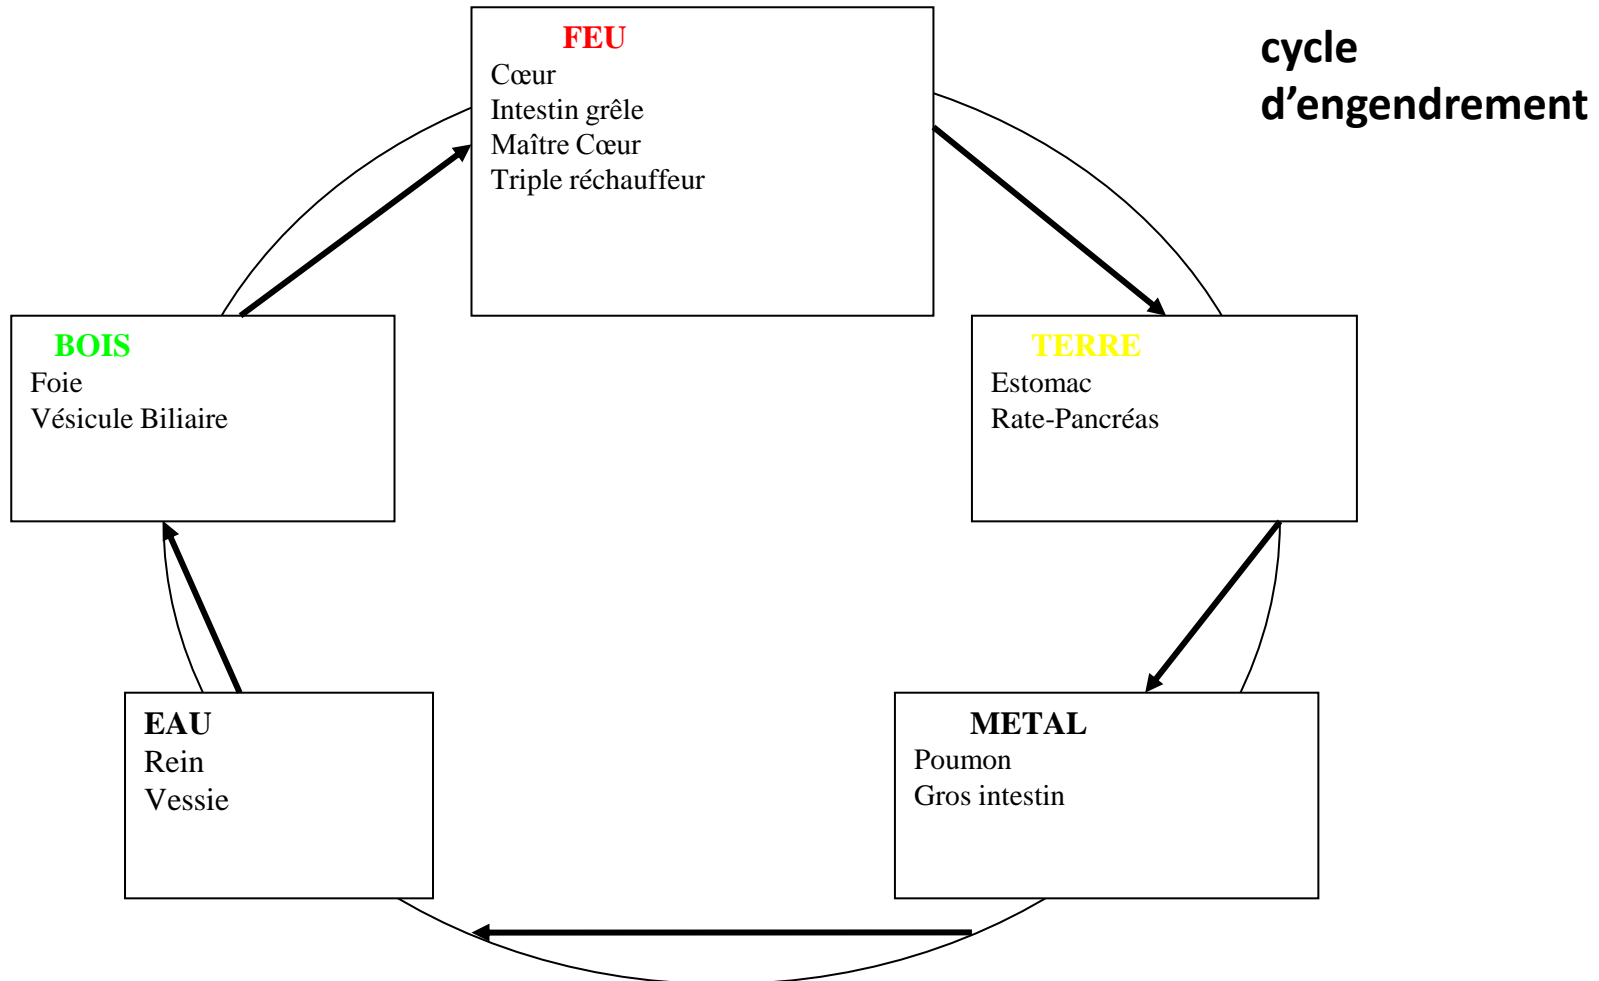 cycle
d’engendrement
FEU
Cœur
Intestin grêle
Maître Cœur
Triple réchauffeur
BOIS
Foie
Vésicule Biliaire
TERRE
Estomac
Rate-Pancréas
EAU
Rein
Vessie
METAL
Poumon
Gros intestin